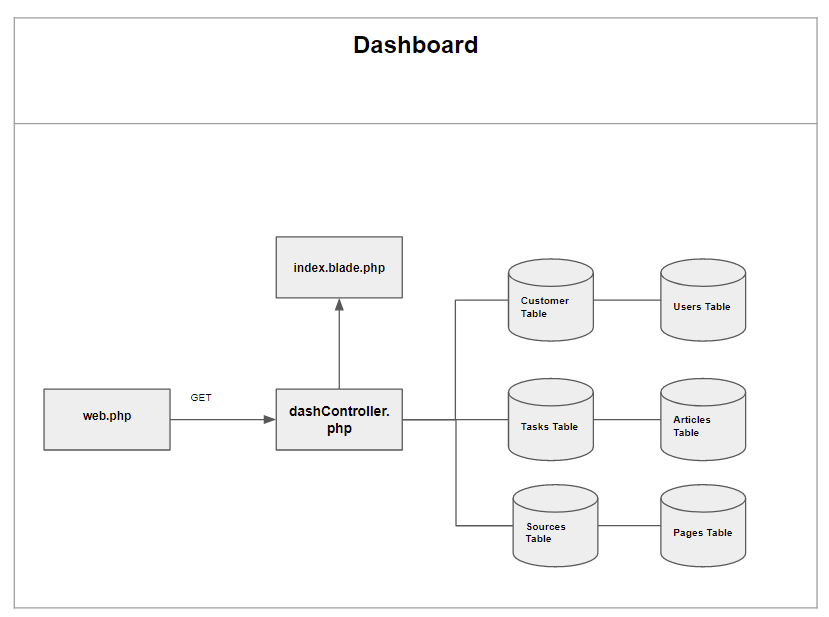 Dashboard
index.blade.php
Customer
Table
Users Table
GET
web.php
dashController.
php
Tasks Table
Articles
Table
Sources
Table
Pages Table